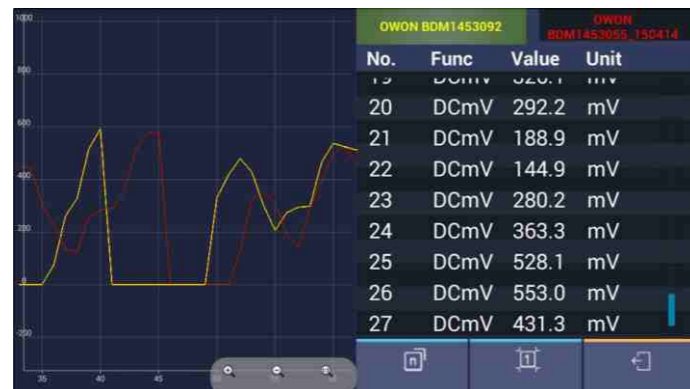 1000
800
600
400
200
0
-200
35
40
45
OWON BDM1453092
OWON
BDM1453055_150414
No. Func Value Unit
20 DCmV 292.2 mV
21 DCmV 188.9 mV
22 DCmV 144.9 mV
23 DCmV 280.2 mV
24 DCmV 363.3 mV
25 DCmV 528.1 mV
26 DCmV 553.0 mV
27 DCmV 431.3 mV
n
1